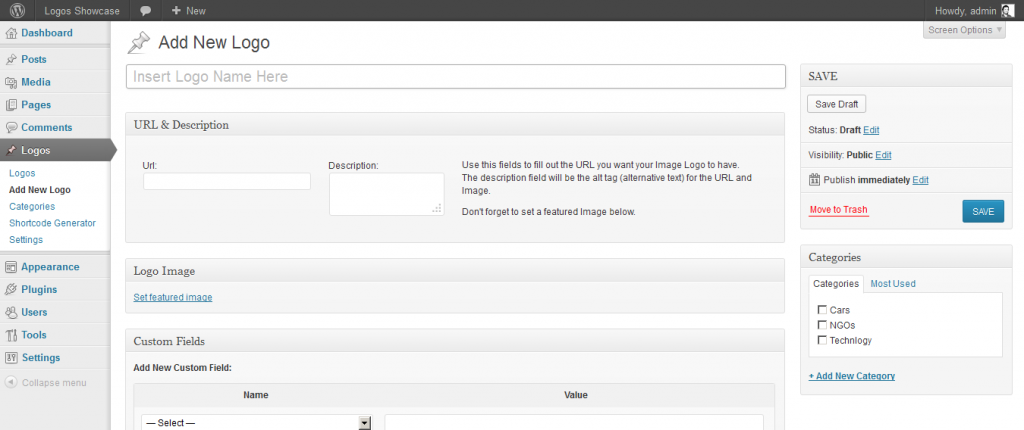 Logos Showcase
New
Howdy, admin
Dashboard
Posts
Media
Pages
Comments
Logos
Logos
Add New Logo
Categories
Shortcode Generator
Settings
Appearance
Plugins
Users
Tools
Settings
Collapse menu
Screen Options
Add New Logo
Insert Logo Name Here
URL & Description
Url:
Description:
Use this fields to fill out the URL you want your Image Logo to have.
The description field will be the alt tag (alternative text) for the URL and
Image.
Don't forget to set a featured Image below.
Logo Image
Set featured image
Custom Fields
Add New Custom Field:
Name Value
— Select —
SAVE
Save Draft
Status: Draft Edit
Visibility: Public Edit
Publish immediately Edit
Move to Trash SAVE
Categories
Categories Most Used
Cars
NGOs
Technlogy
+ Add New Category